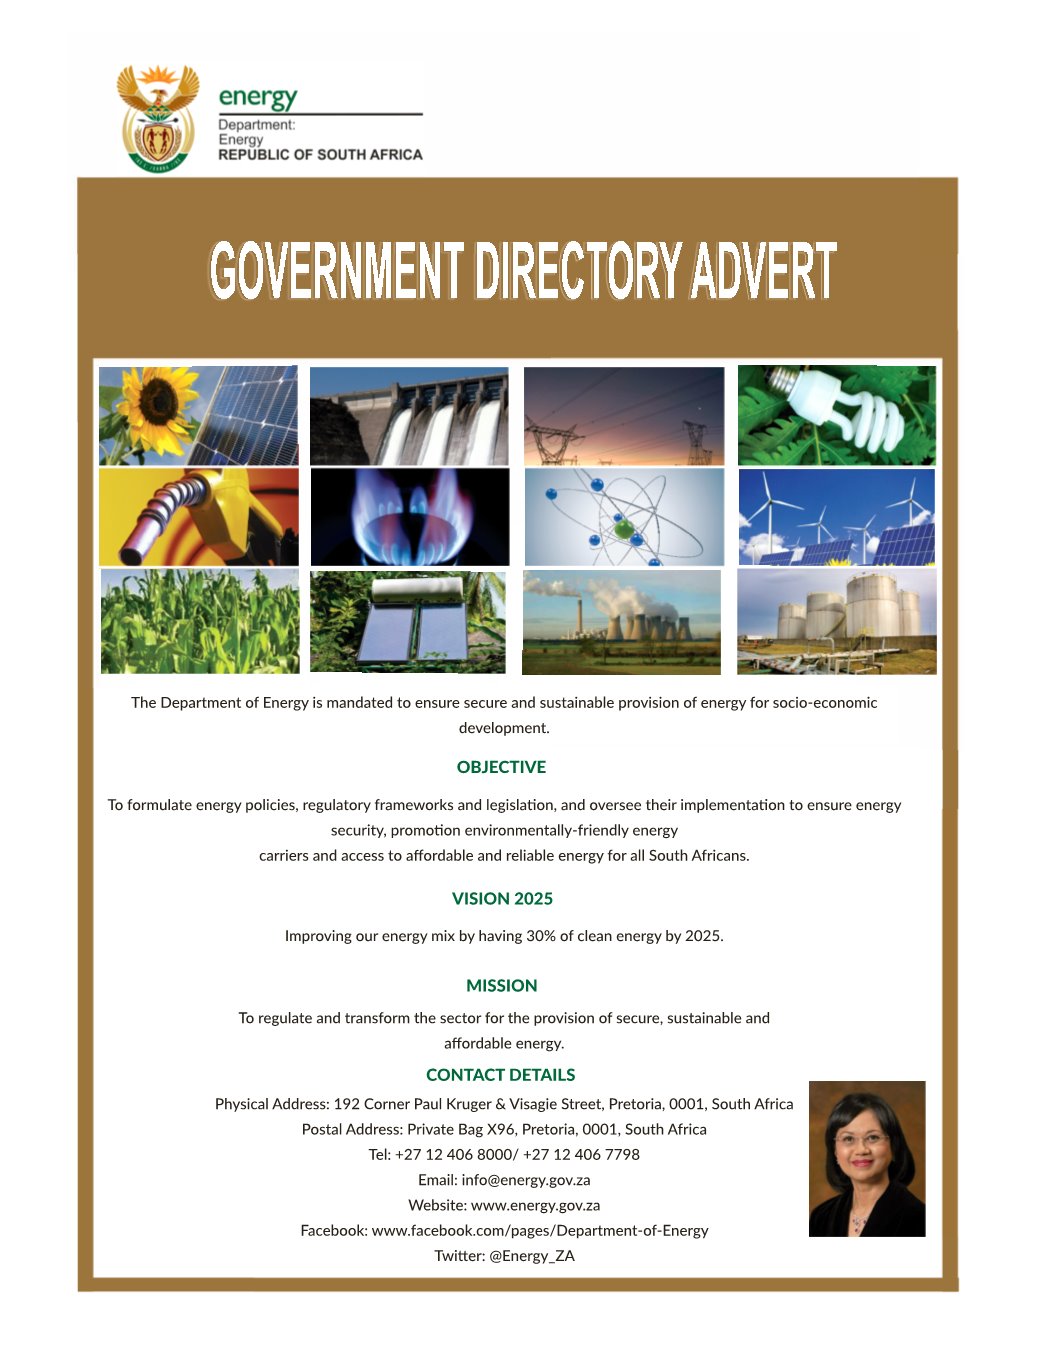 energy
Department:
Energy
REPUBLIC OF SOUTH AFRICA
GOVERNMENT DIRECTORY ADVERT
The Department of Energy is mandated to ensure secure and sustainable provision of energy for socio-economic
development.
OBJECTIVE
To formulate energy policies, regulatory frameworks and legislation, and oversee their implementation to ensure energy
security, promotion environmentally-friendly energy
carriers and access to affordable and reliable energy for all South Africans.
VISION 2025
Improving our energy mix by having 30% of clean energy by 2025.
MISSION
To regulate and transform the sector for the provision of secure, sustainable and
affordable energy.
CONTACT DETAILS
Physical Address: 192 Corner Paul Kruger & Visagie Street, Pretoria, 0001, South Africa
Postal Address: Private Bag X96, Pretoria, 0001, South Africa
Tel: +27 12 406 8000/ +27 12 406 7798
Email: info@energy.gov.za
Website: www.energy.gov.za
Facebook: www.facebook.com/pages/Department-of-Energy
Twitter: @Energy_ZA